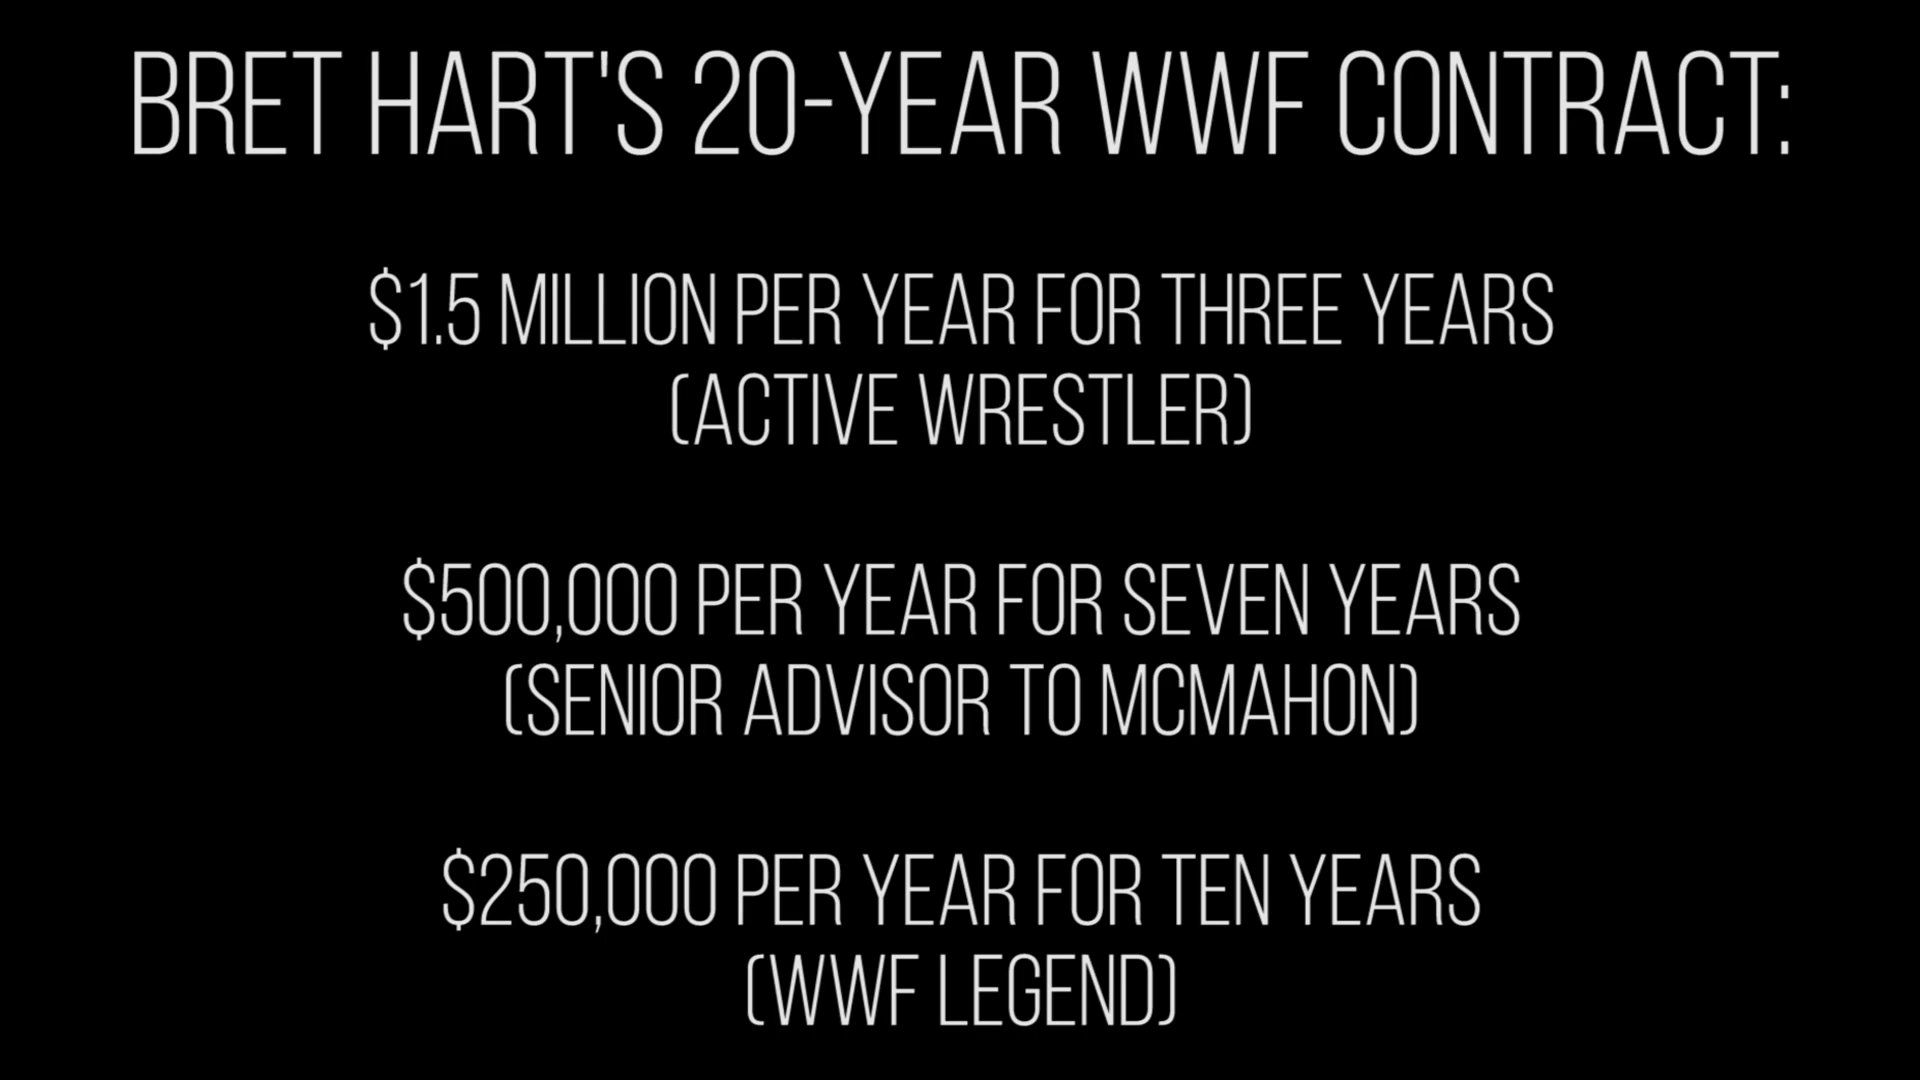 BRET HART'S 20-YEAR WWF CONTRACT:
$1.5 MILLION PER YEAR FOR THREE YEARS
(ACTIVE WRESTLER)
$500,000 PER YEAR FOR SEVEN YEARS
(SENIOR ADVISOR TO MCMAHON)
$250,000 PER YEAR FOR TEN YEARS
(WWF LEGEND)